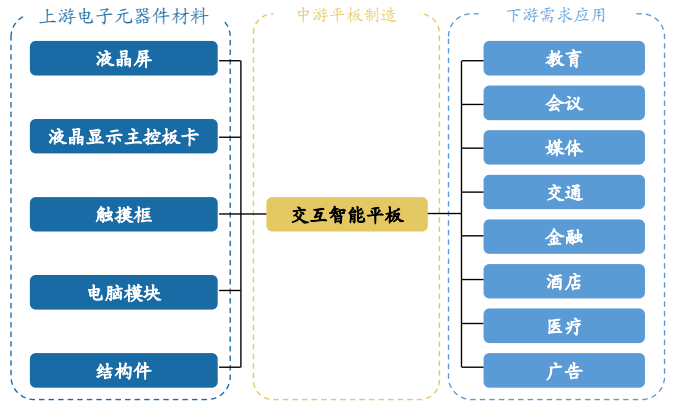 上游电子元器件材料
液晶屏
液晶显示主控板卡
触摸框
电脑模块
结构件
中游平板制造
交互智能平板
下游需求应用
教育
会议
媒体
交通
金融
酒店
医疗
广告